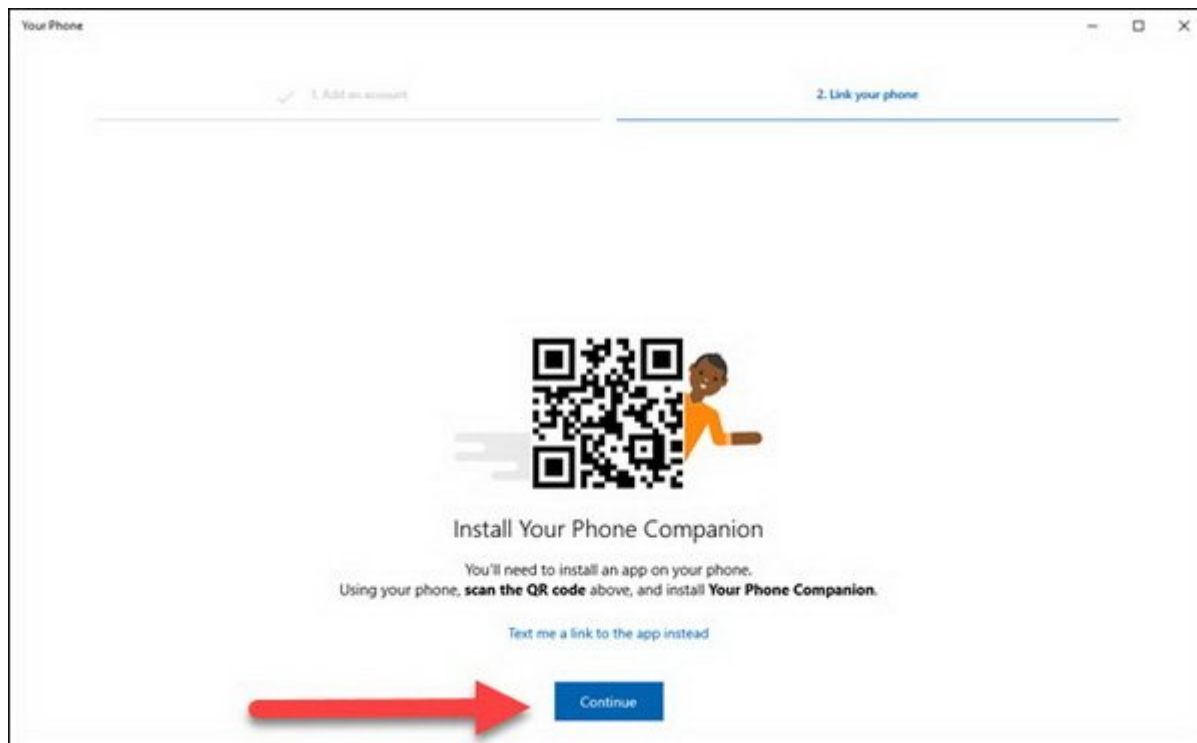 Your Phone
1. Add an account
2. Link your phone
Install Your Phone Companion
You'll need to install an app on your phone.
Using your phone, scan the QR code above, and install Your Phone Companion.
Text me a link to the app instead
Continue